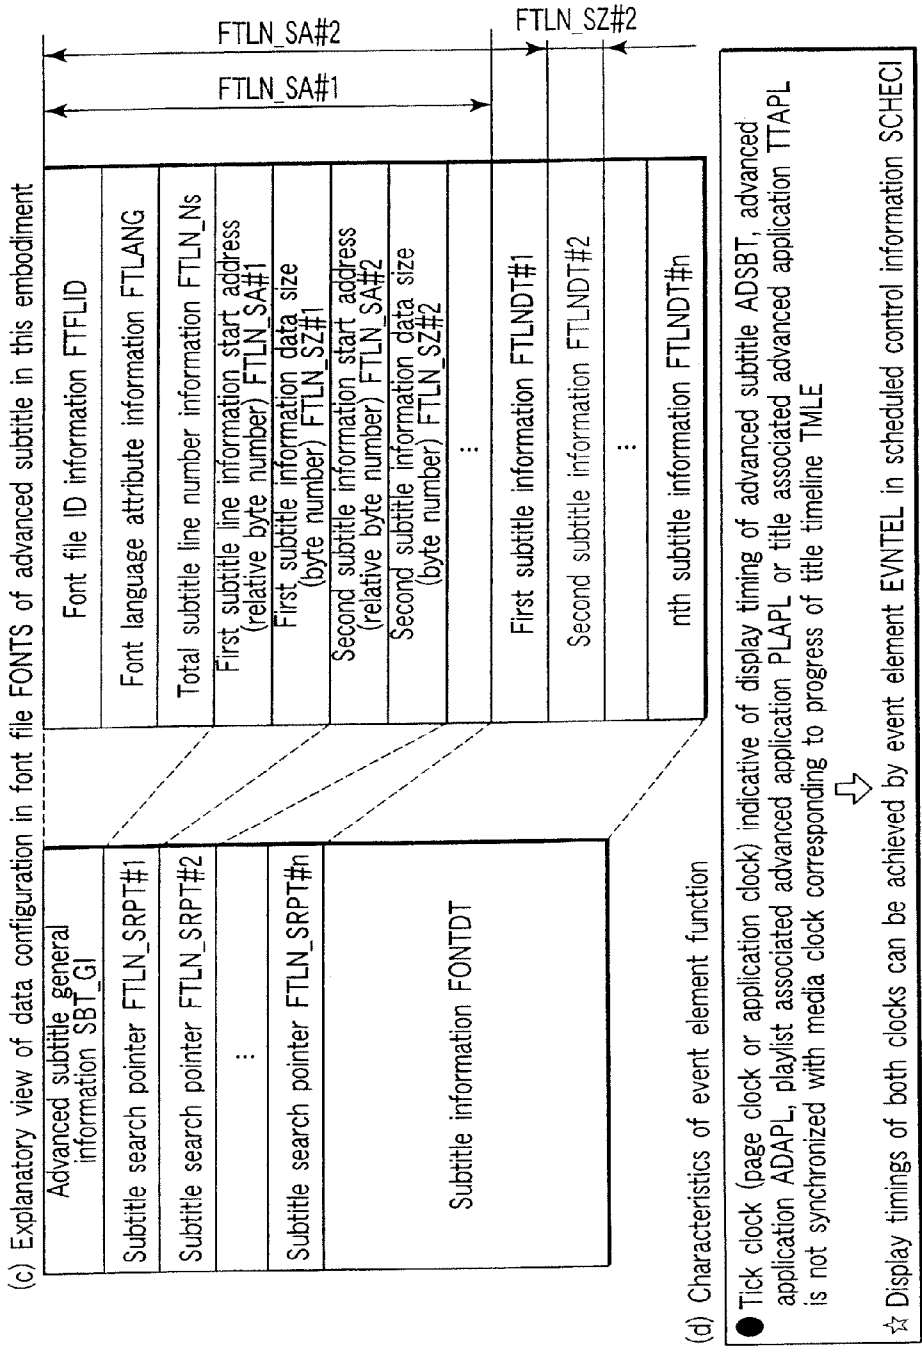 (c) Explanatory view of data configuration in font file FONTS of advanced subtitle in this embodiment
Advanced subtitle general
information SBT_GI
Subtitle search pointer FTLN_SRPT#1
Subtitle search pointer FTLN_SRPT#2
⋮
Subtitle search pointer FTLN_SRPT#n
Subtitle information FONTDT
Font file ID information FTFLID
Font language attribute information FTLANG
Total subtitle line number information FTLN_Ns
First subtitle line information start address
(relative byte number) FTLN_SA#1
First subtitle information data size
(byte number) FTLN_SZ#1
Second subtitle information start address
(relative byte number) FTLN_SA#2
Second subtitle information data size
(byte number) FTLN_SZ#2
⋮
First subtitle information FTLNDT#1
Second subtitle information FTLNDT#2
⋮
nth subtitle information FTLNDT#n
FTLN_SA#1
FTLN_SA#2
FTLN_SZ#2
(d) Characteristics of event element function
● Tick clock (page clock or application clock) indicative of display timing of advanced subtitle ADSBT, advanced
application ADAPL, playlist associated advanced application PLAPL or title associated advanced application TTAPL
is not synchronized with media clock corresponding to progress of title timeline TMLE
☆ Display timings of both clocks can be achieved by event element EVNTEL in scheduled control information SCHECI